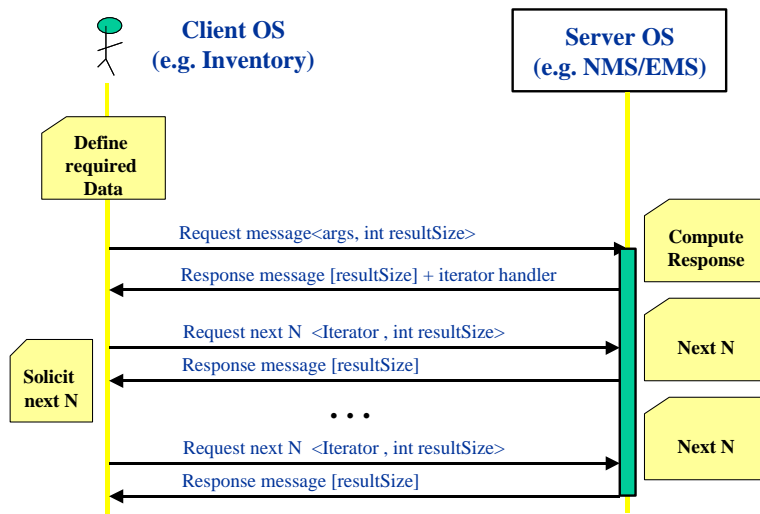 Client OS
(e.g. Inventory)
Server OS
(e.g. NMS/EMS)
Define
required
Data
Request message<args, int resultSize>
Compute
Response
Response message [resultSize] + iterator handler
Request next N <Iterator , int resultSize>
Next N
Solicit
next N
Response message [resultSize]
. . .
Request next N <Iterator , int resultSize>
Next N
Response message [resultSize]